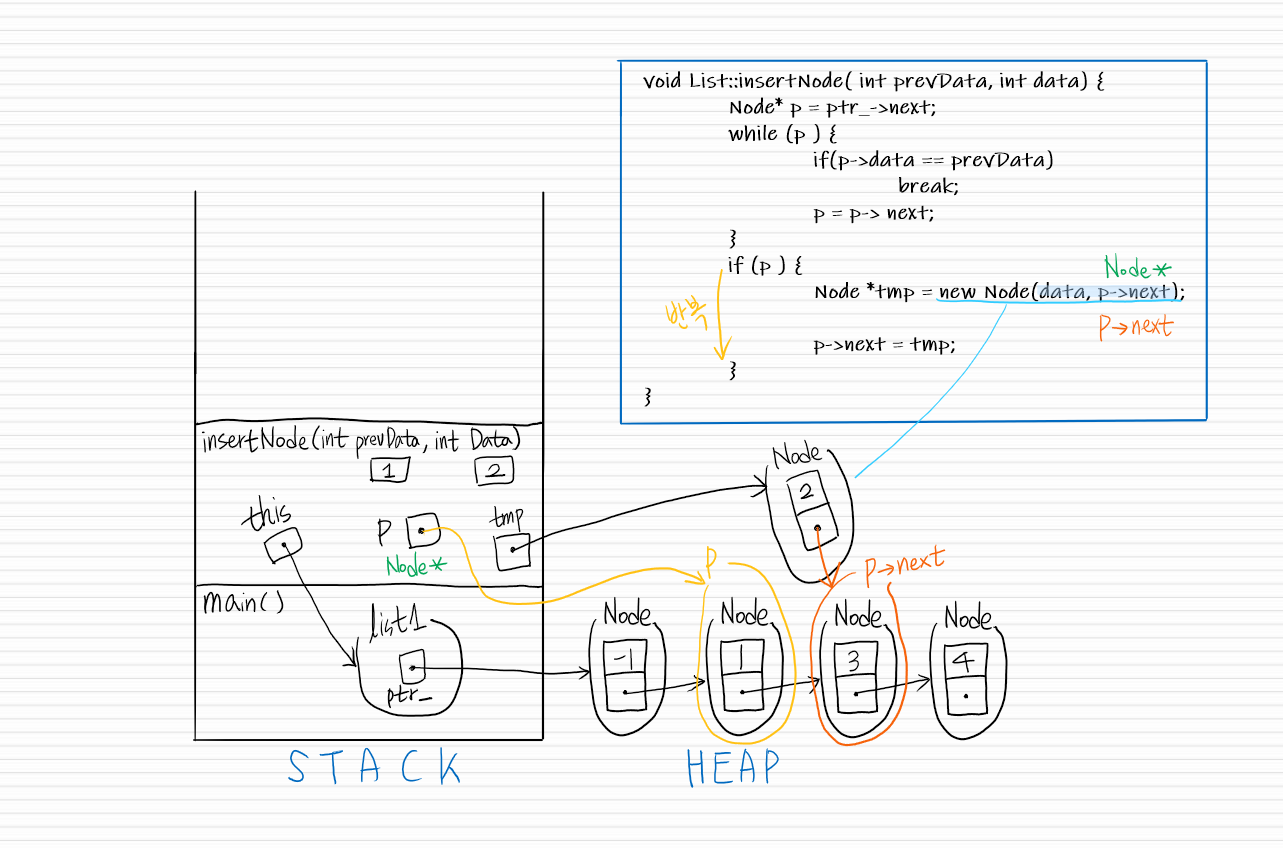 void List::insertNode( int prevData, int data) {
Node* p = ptr_->next;
while (p ) {
if(p->data == prevData)
break;
p = p-> next;
}
if (p ) {
Node*
Node *tmp = new Node(data, p->next);
반복
p→next
p->next = tmp;
}
}
insertNode(int prevData, int Data)
1 2
Node
2
this
p
tmp
Node*
p
p→next
main()
list1
ptr_
Node Node Node Node
-1 1 3 4
STACK
HEAP